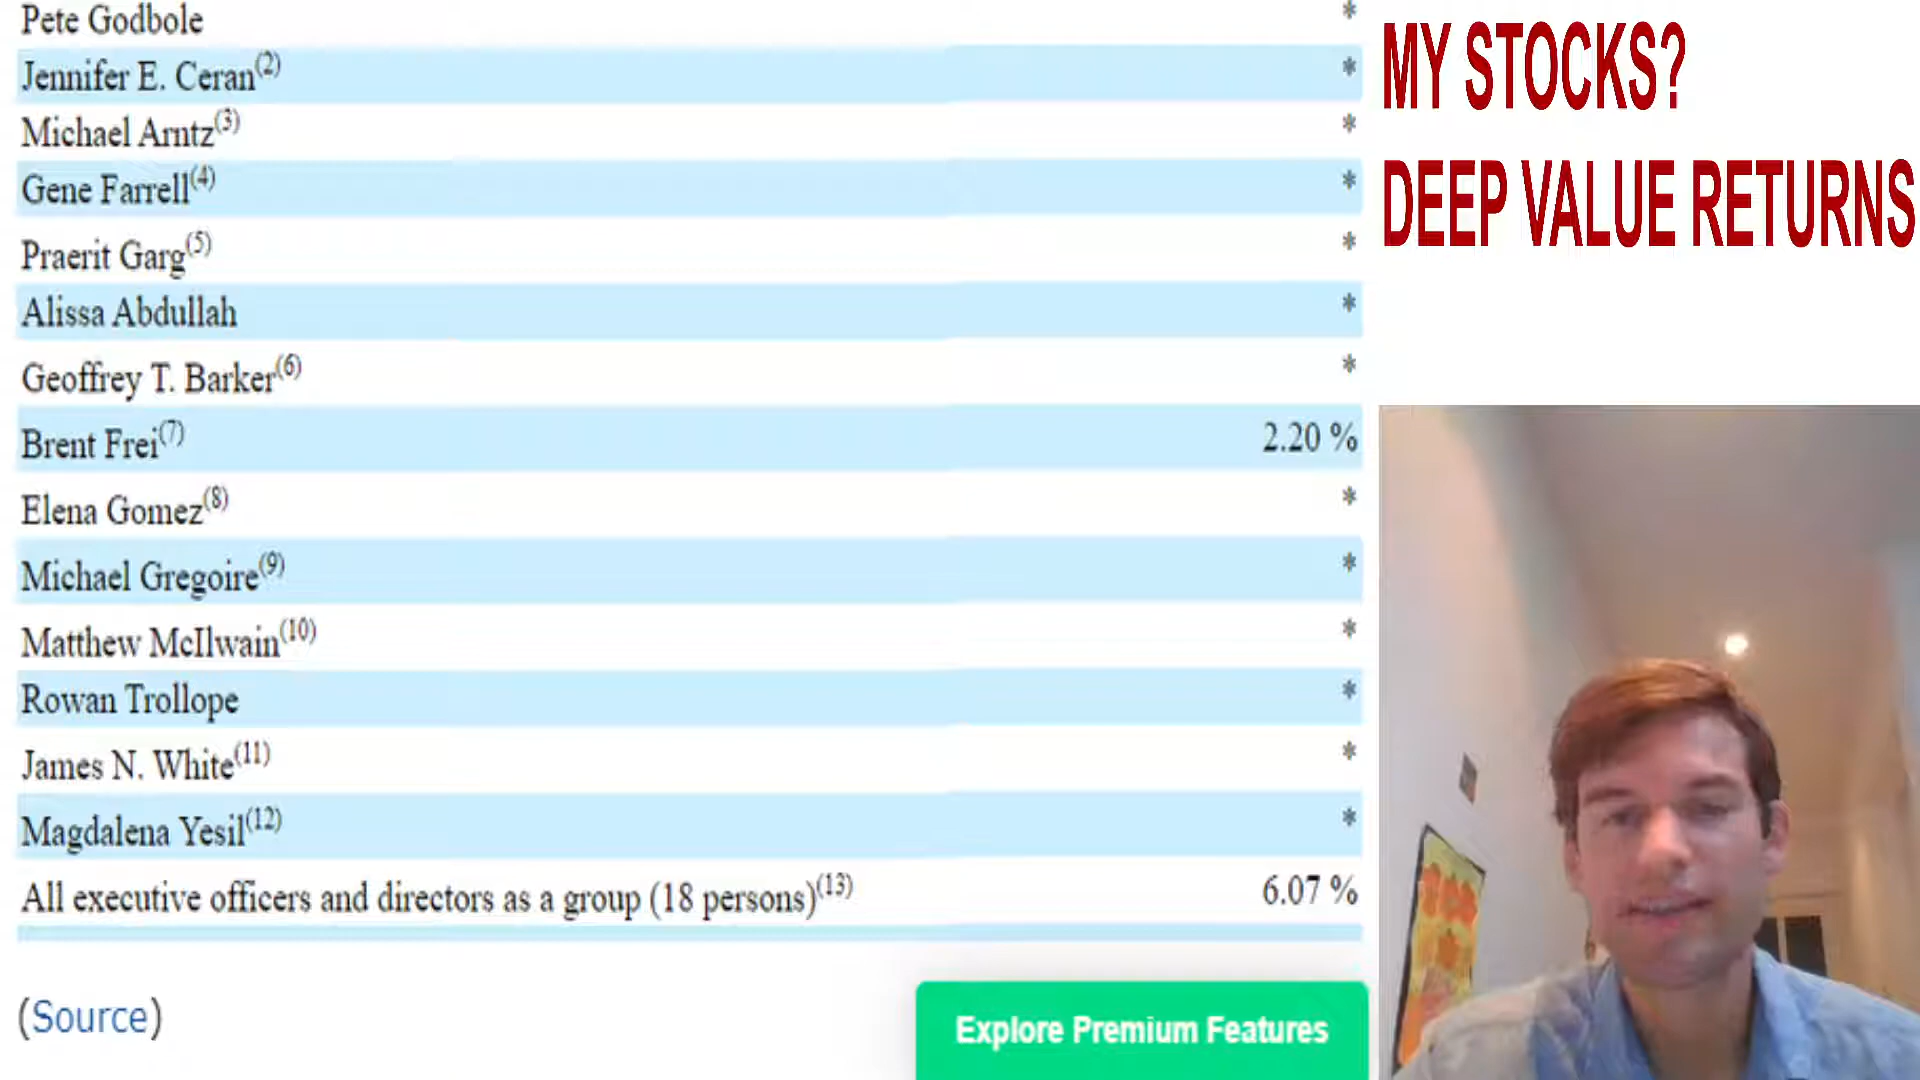 Pete Godbole *
Jennifer E. Ceran(2) *
Michael Arntz(3) *
Gene Farrell(4) *
Praerit Garg(5) *
Alissa Abdullah *
Geoffrey T. Barker(6) *
Brent Frei(7) 2.20 %
Elena Gomez(8) *
Michael Gregoire(9) *
Matthew McIlwain(10) *
Rowan Trollope *
James N. White(11) *
Magdalena Yesil(12) *
All executive officers and directors as a group (18 persons)(13) 6.07 %
(Source)
Explore Premium Features
MY STOCKS?
DEEP VALUE RETURNS